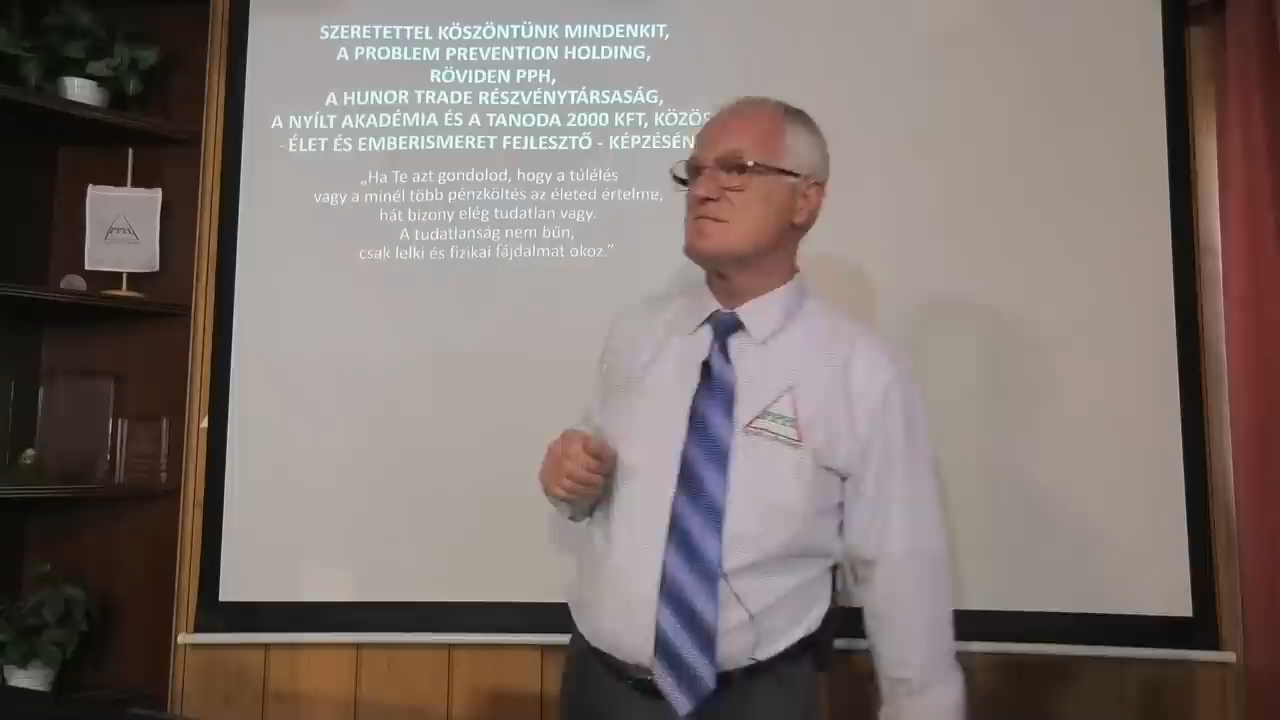 SZERETETTEL KÖSZÖNTÜNK MINDENKIT,
A PROBLEM PREVENTION HOLDING,
RÖVIDEN PPH,
A HUNOR TRADE RÉSZVÉNYTÁRSASÁG,
A NYÍLT AKADÉMIA ÉS A TANODA 2000 KFT, KÖZÖS
- ÉLET ÉS EMBERISMERET FEJLESZTŐ - KÉPZÉSÉN
„Ha Te azt gondolod, hogy a túlélés
vagy a minél több pénzköltés az életed értelme,
hát bizony elég tudatlan vagy.
A tudatlanság nem bűn,
csak lelki és fizikai fájdalmat okoz.”
PPH
PPH